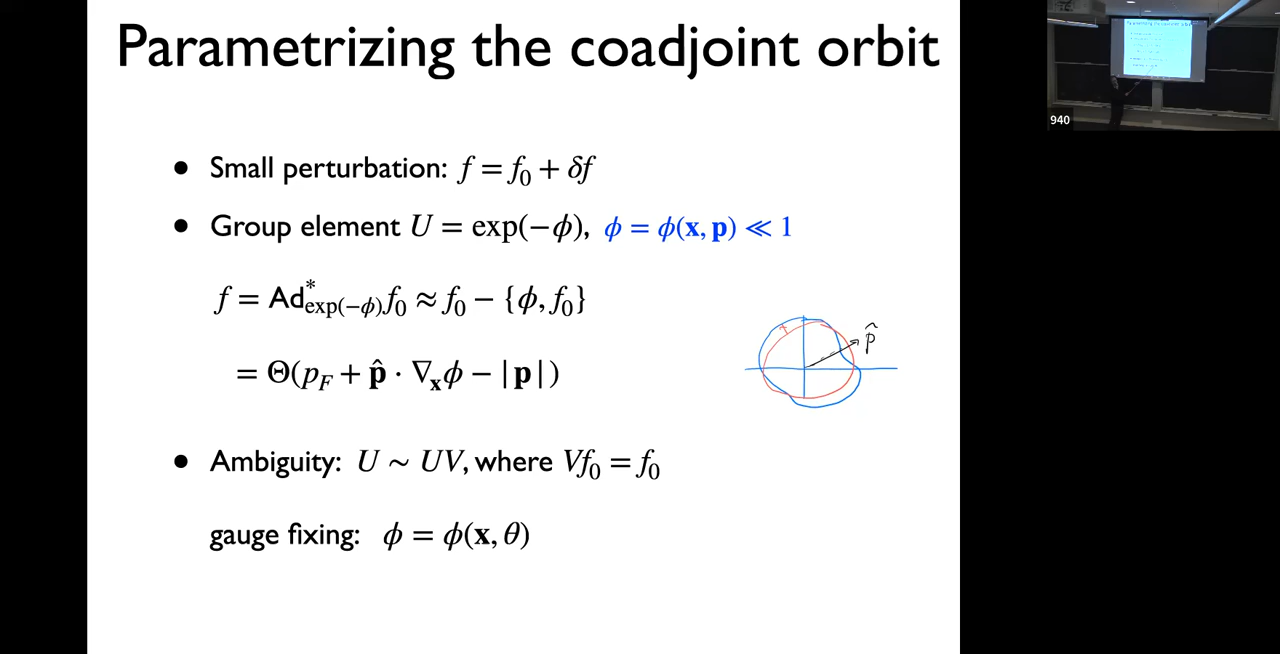 Parametrizing the coadjoint orbit
• Small perturbation: f = f₀ + δf
• Group element U = exp(−ϕ), ϕ = ϕ(x, p) ≪ 1
f = Ad*_{exp(−ϕ)} f₀ ≈ f₀ − {ϕ, f₀}
= Θ(p_F + p̂ · ∇_x ϕ − |p|)
p̂
• Ambiguity: U ∼ UV, where Vf₀ = f₀
gauge fixing: ϕ = ϕ(x, θ)
940